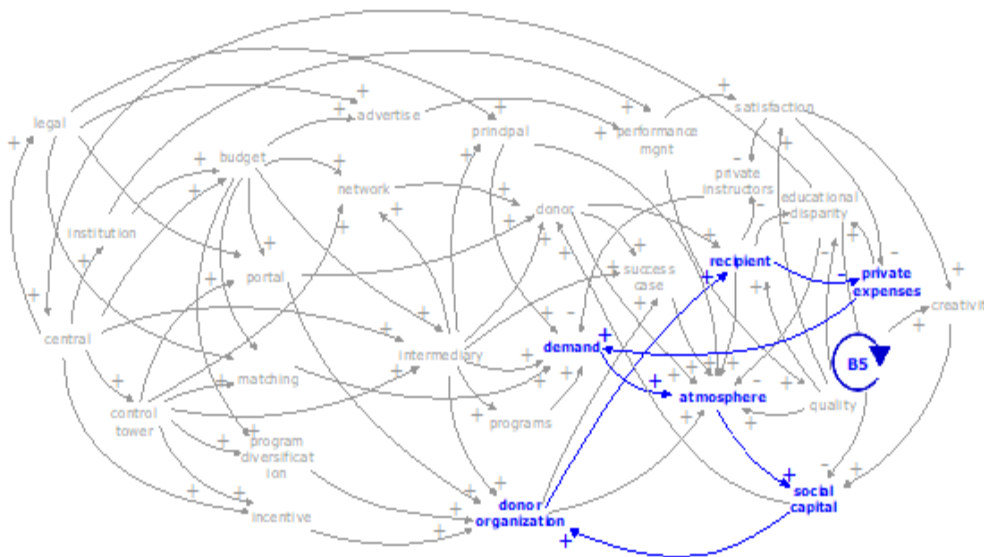 legal
advertise
principal
performance
mgnt
satisfaction
budget
network
private
instructors
educational
disparity
institution
donor
portal
success
case
recipient
private
expenses
creativit
central
intermediary
demand
B5
matching
atmosphere
quality
control
tower
programs
program
diversificat
ion
incentive
donor
organization
social
capital